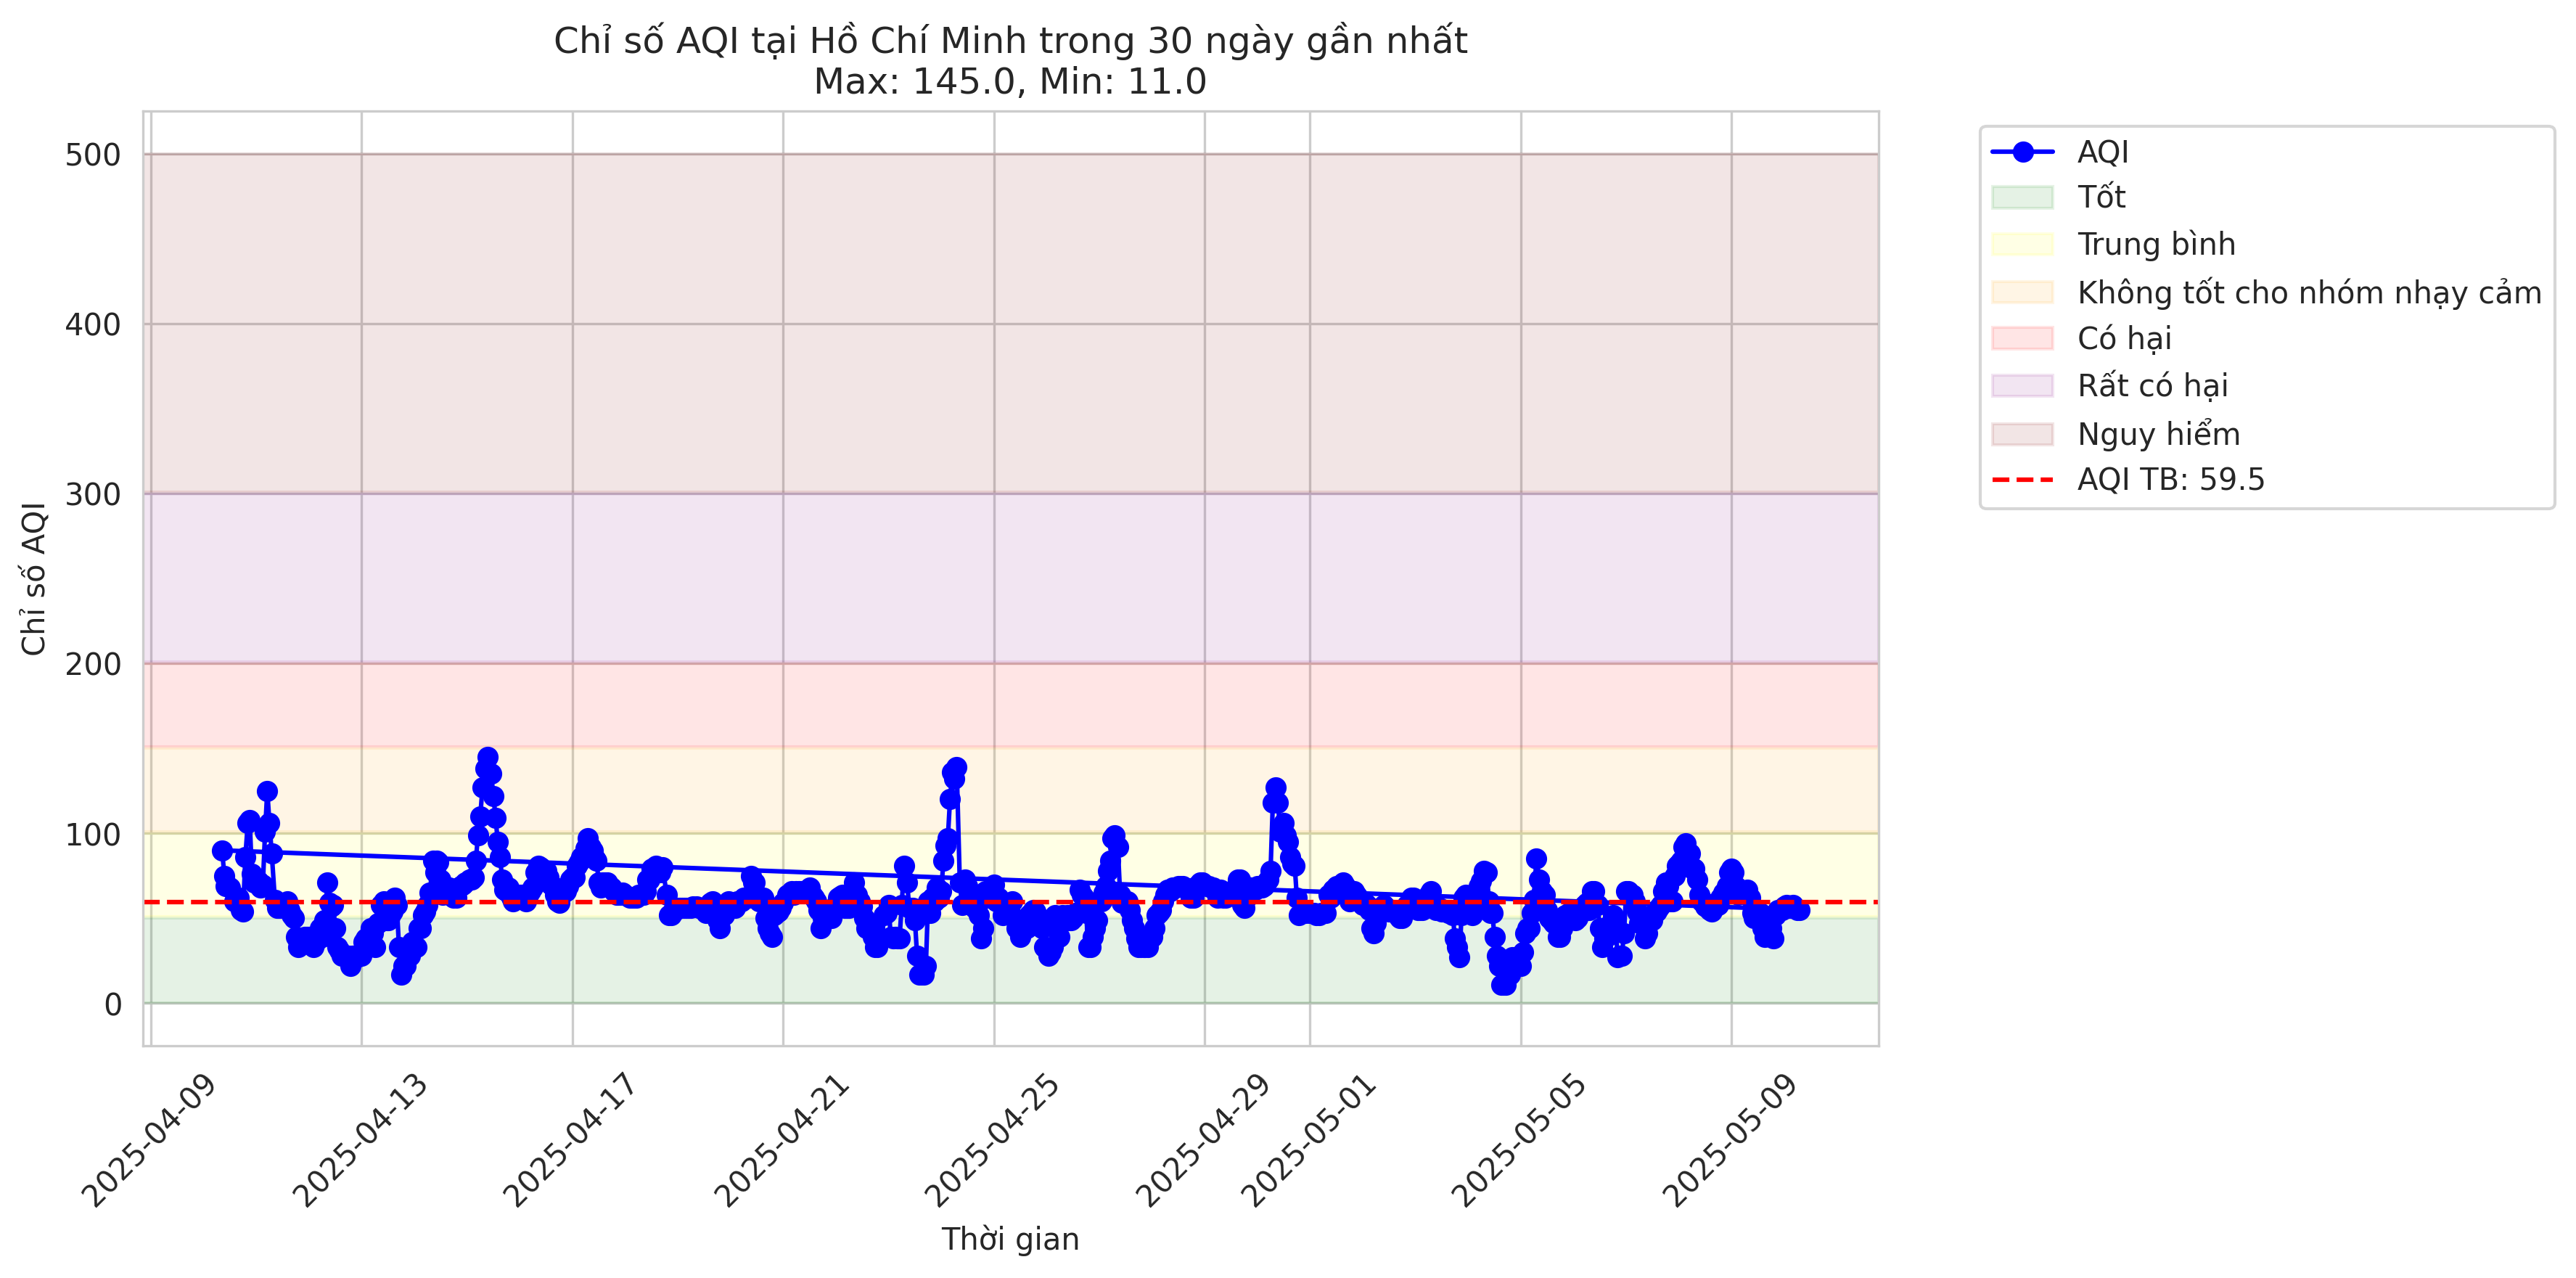 Chỉ số AQI tại Hồ Chí Minh trong 30 ngày gần nhất
Max: 145.0, Min: 11.0
Chỉ số AQI
500
400
300
200
100
0
2025-04-09
2025-04-13
2025-04-17
2025-04-21
2025-04-25
2025-04-29
2025-05-01
2025-05-05
2025-05-09
Thời gian
AQI
Tốt
Trung bình
Không tốt cho nhóm nhạy cảm
Có hại
Rất có hại
Nguy hiểm
AQI TB: 59.5